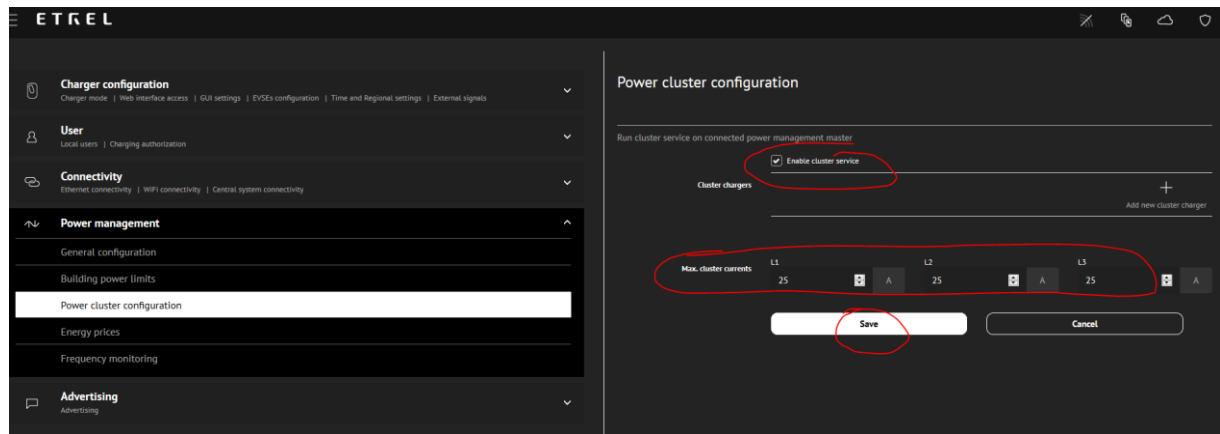 ETREL
Charger configuration
Charger mode | Web interface access | GUI settings | EVSEs configuration | Time and Regional settings | External signals
User
Local users | Charging authorization
Connectivity
Ethernet connectivity | WiFi connectivity | Central system connectivity
Power management
General configuration
Building power limits
Power cluster configuration
Energy prices
Frequency monitoring
Advertising
Advertising
Power cluster configuration
Run cluster service on connected power management master
Enable cluster service
Cluster chargers
Add new cluster charger
Max. cluster currents
L1 L2 L3
25 A 25 A 25 A
Save Cancel